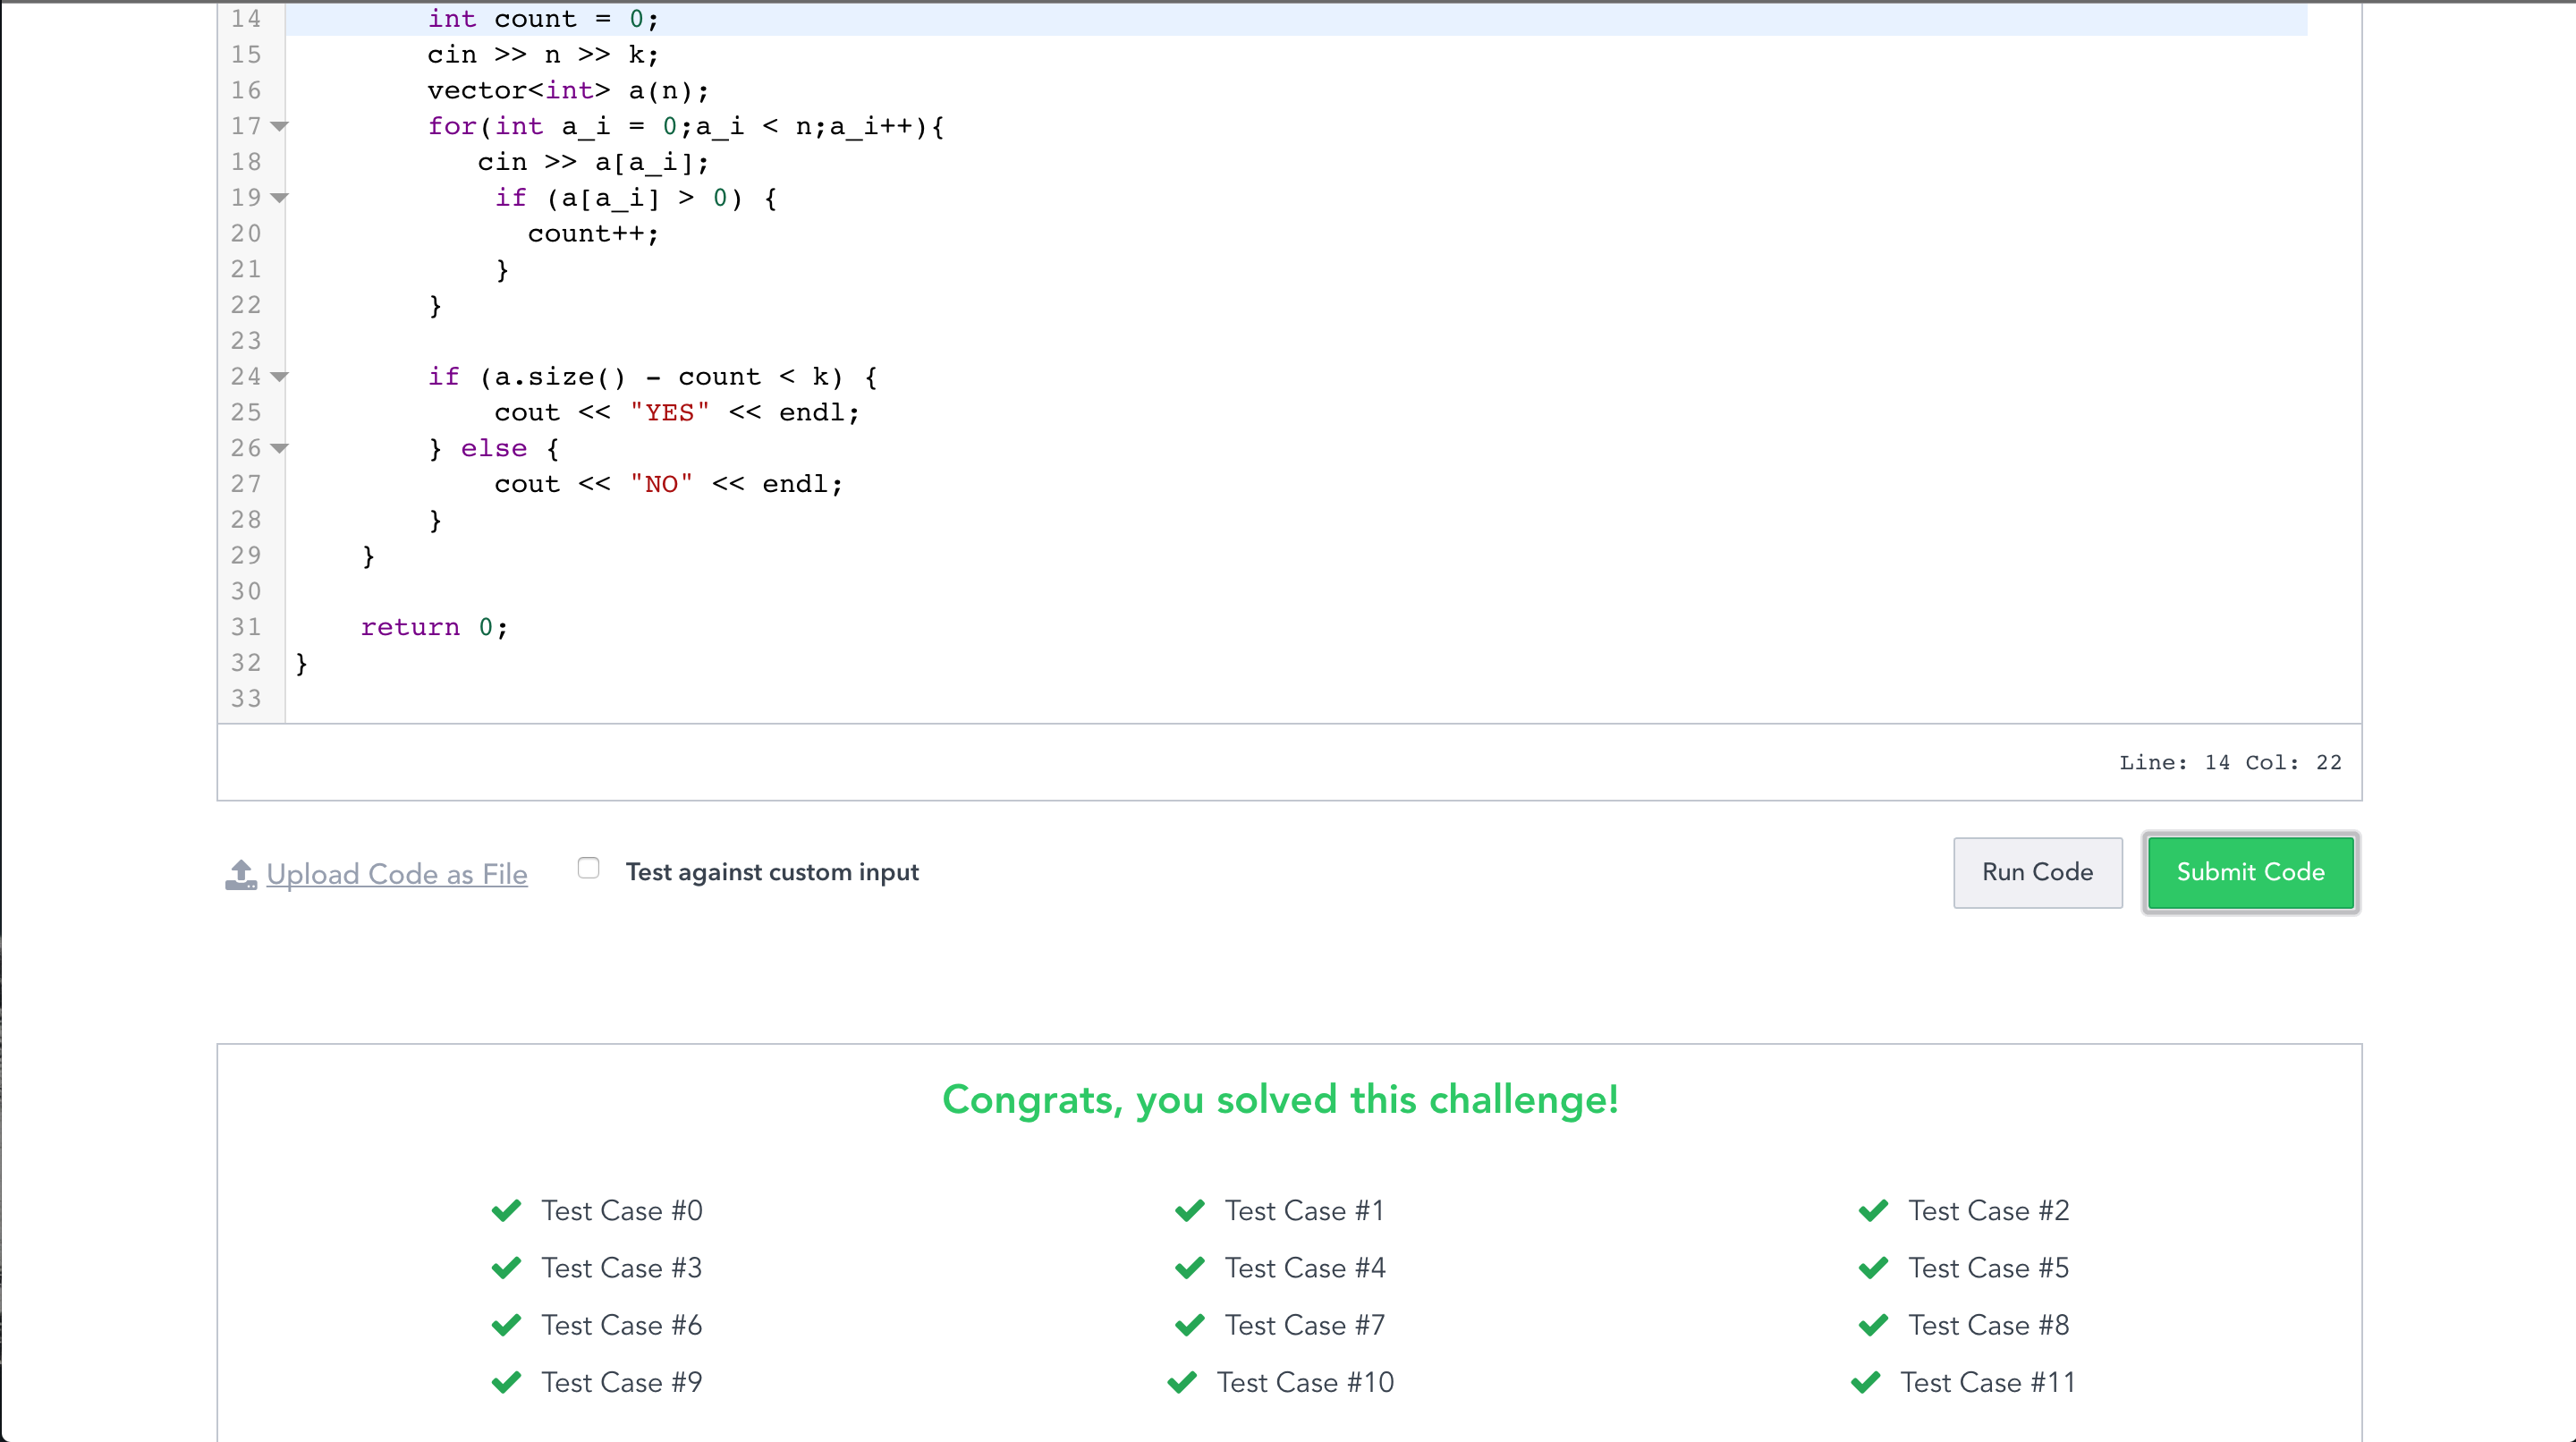 14 int count = 0;
15 cin >> n >> k;
16 vector<int> a(n);
17 for(int a_i = 0;a_i < n;a_i++){
18 cin >> a[a_i];
19 if (a[a_i] > 0) {
20 count++;
21 }
22 }
23
24 if (a.size() - count < k) {
25 cout << "YES" << endl;
26 } else {
27 cout << "NO" << endl;
28 }
29 }
30
31 return 0;
32 }
33
Line: 14 Col: 22
Upload Code as File Test against custom input Run Code Submit Code
Congrats, you solved this challenge!
Test Case #0 Test Case #1 Test Case #2
Test Case #3 Test Case #4 Test Case #5
Test Case #6 Test Case #7 Test Case #8
Test Case #9 Test Case #10 Test Case #11